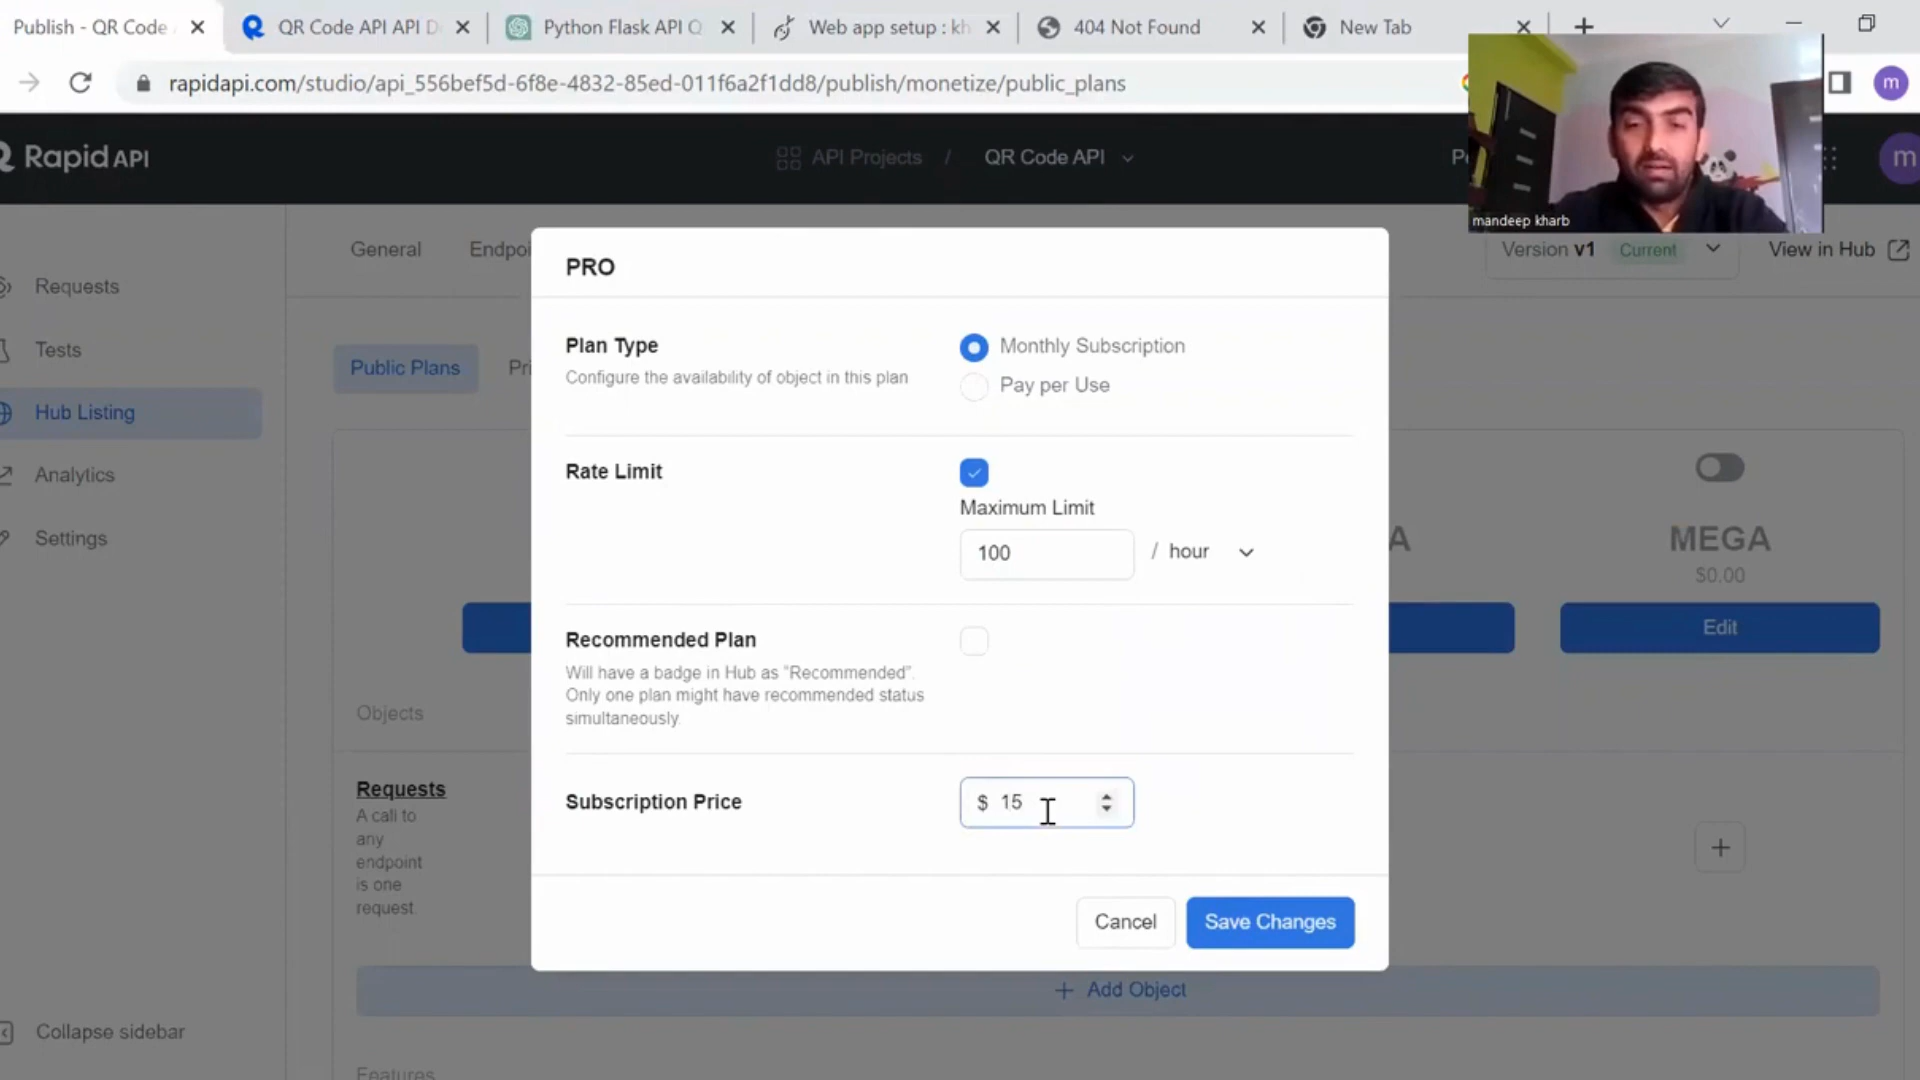 Publish - QR Code
QR Code API API D
Python Flask API Q
Web app setup : kh
404 Not Found
New Tab
rapidapi.com/studio/api_556bef5d-6f8e-4832-85ed-011f6a2f1dd8/publish/monetize/public_plans
m
Rapid API
API Projects / QR Code API
m
mandeep kharb
General
Endpoi
Version v1 Current
View in Hub
Requests
Tests
Hub Listing
Analytics
Settings
Collapse sidebar
Public Plans
Pri
PRO
Plan Type
Configure the availability of object in this plan
Monthly Subscription
Pay per Use
Rate Limit
Maximum Limit
100 / hour
Recommended Plan
Will have a badge in Hub as "Recommended".
Only one plan might have recommended status
simultaneously.
Subscription Price
$ 15
Cancel
Save Changes
A
MEGA
$0.00
Edit
Objects
Requests
A call to
any
endpoint
is one
request.
+ Add Object
Features